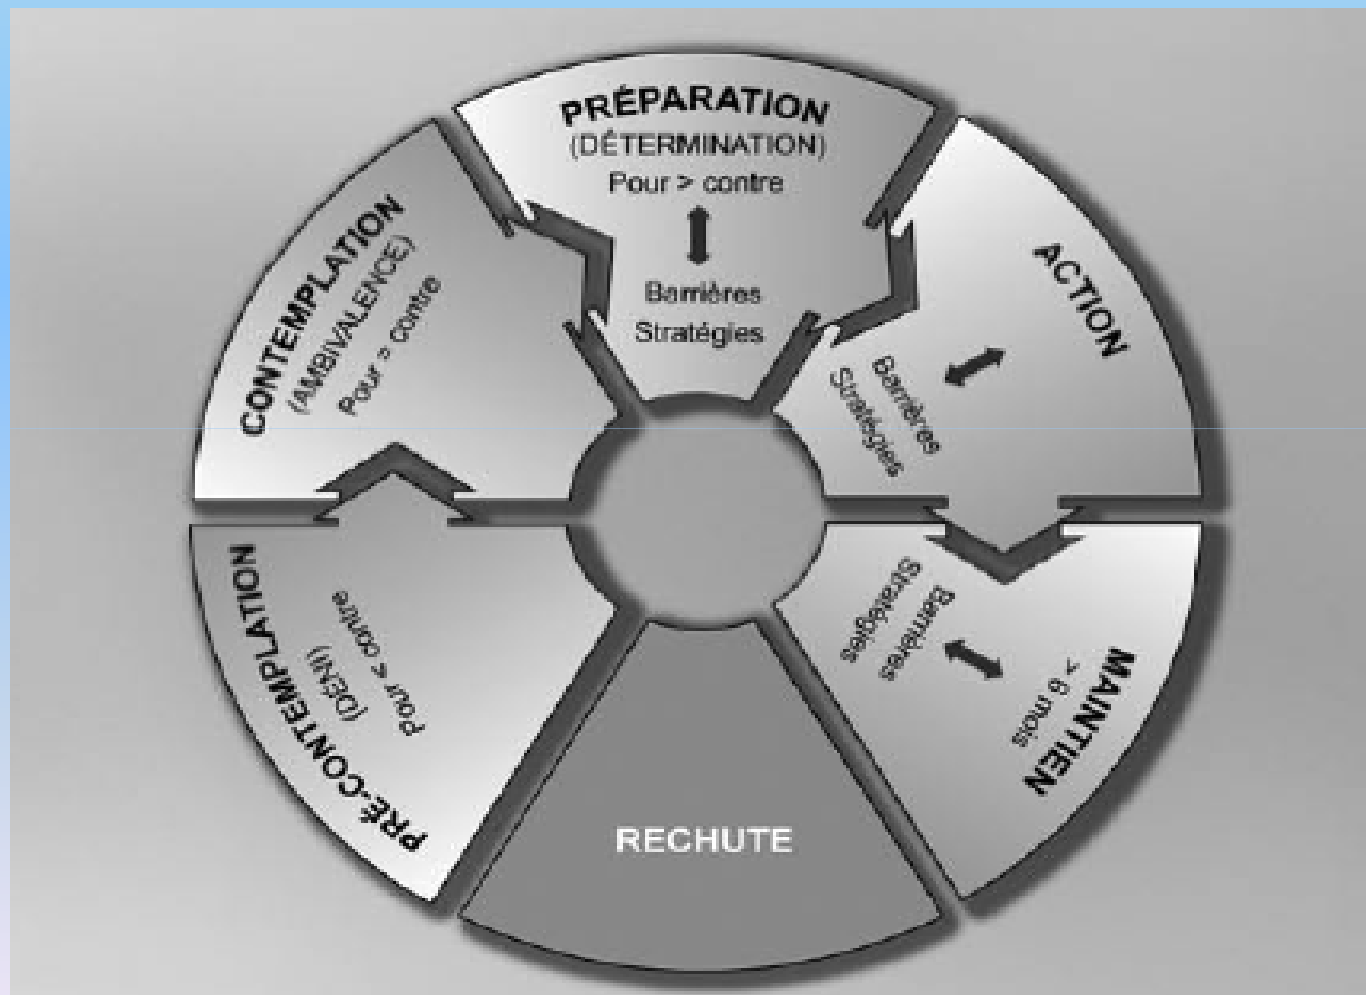 PRÉPARATION
(DÉTERMINATION)
Pour > contre
Barrières
Stratégies
ACTION
Barrières
Stratégies
MAINTIEN
> 6 mois
Barrières
Stratégies
RECHUTE
PRÉ-CONTEMPLATION
(DÉNI)
Pour < contre
CONTEMPLATION
(AMBIVALENCE)
Pour > contre